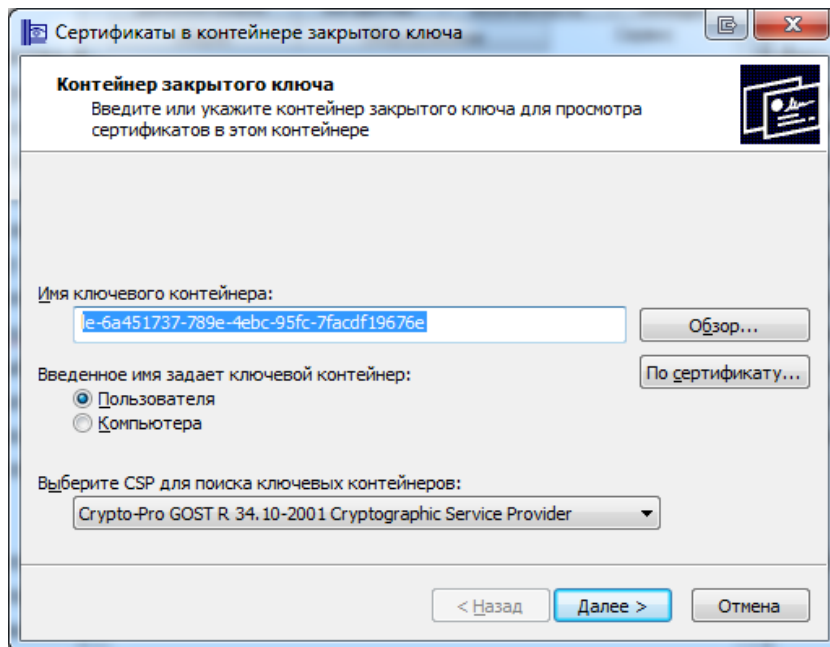 Сертификаты в контейнере закрытого ключа
Контейнер закрытого ключа
Введите или укажите контейнер закрытого ключа для просмотра
сертификатов в этом контейнере
Имя ключевого контейнера:
le-6a451737-789e-4ebc-95fc-7facdf19676e
Обзор...
Введенное имя задает ключевой контейнер:
По сертификату...
Пользователя
Компьютера
Выберите CSP для поиска ключевых контейнеров:
Crypto-Pro GOST R 34.10-2001 Cryptographic Service Provider
< Назад
Далее >
Отмена